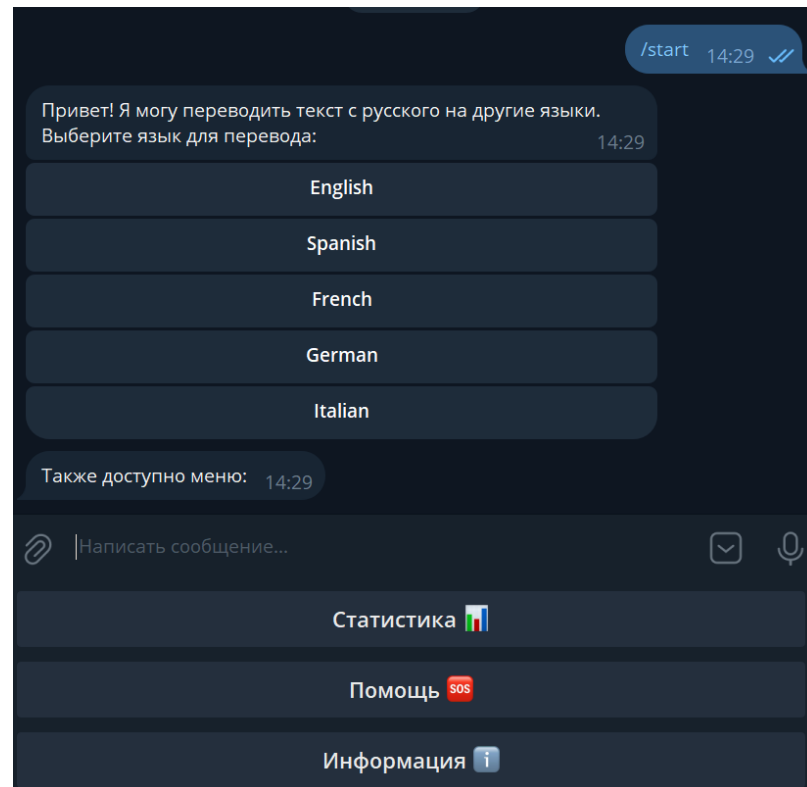 /start 14:29
Привет! Я могу переводить текст с русского на другие языки.
Выберите язык для перевода:
14:29
English
Spanish
French
German
Italian
Также доступно меню: 14:29
Написать сообщение...
Статистика 📊
Помощь 🆘
Информация ℹ️